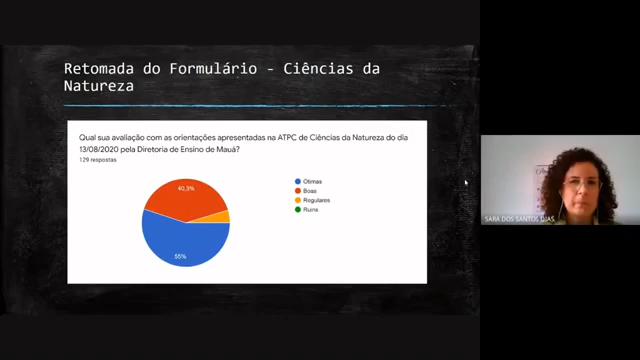 Retomada do Formulário - Ciências da
Natureza
Qual sua avaliação com as orientações apresentadas na ATPC de Ciências da Natureza do dia
13/08/2020 pela Diretoria de Ensino de Mauá?
129 respostas
40,3%
55%
Ótimas
Boas
Regulares
Ruins
SARA DOS SANTOS DIAS